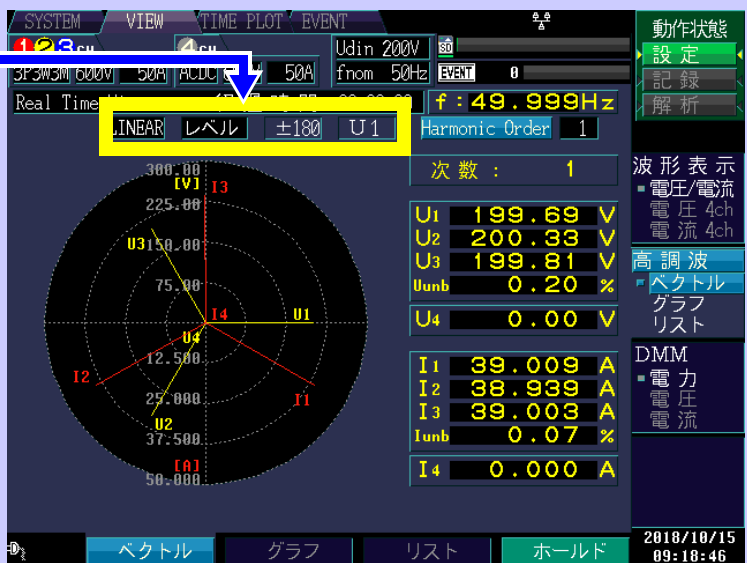 SYSTEM VIEW TIME PLOT EVENT
1 2 3 CH 4 CH Udin 200V SD
3P3W3M 600V 50A ACDC 50A fnom 50Hz EVENT 0
Real Time f:49.999Hz
LINEAR レベル ±180 U1 Harmonic Order 1
300.00
[V]
I3
225.00
U3 150.00
75.00
I4 U1
U4
12.500
I2
25.000 I1
U2
37.500
[A]
50.000
次数: 1
U1 199.69 V
U2 200.33 V
U3 199.81 V
Uunb 0.20 %
U4 0.00 V
I1 39.009 A
I2 38.939 A
I3 39.003 A
Iunb 0.07 %
I4 0.000 A
動作状態
設定
記録
解析
波形表示
電圧/電流
電圧 4ch
電流 4ch
高調波
ベクトル
グラフ
リスト
DMM
電力
電圧
電流
ベクトル グラフ リスト ホールド
2018/10/15
09:18:46